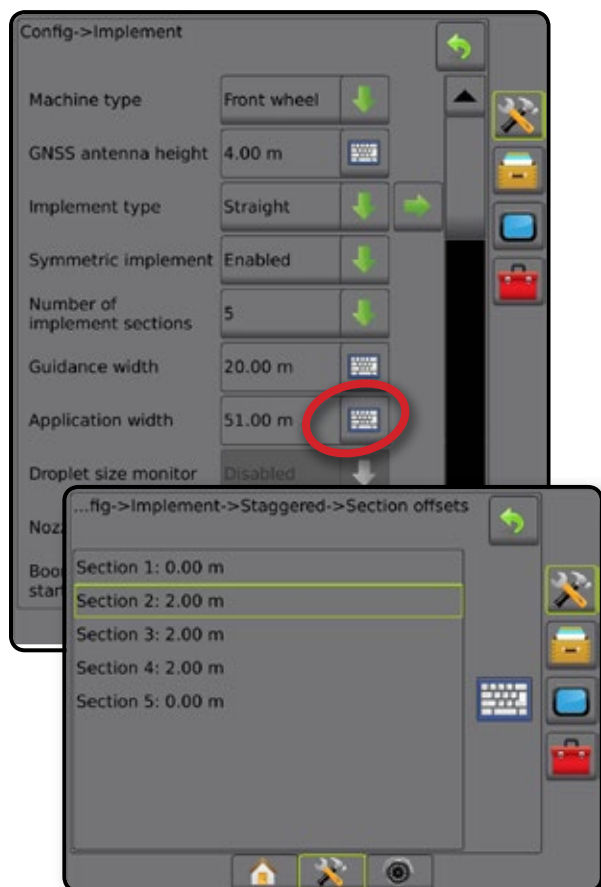 Config->Implement
Machine type
Front wheel
GNSS antenna height
4.00 m
Implement type
Straight
Symmetric implement
Enabled
Number of
implement sections
5
Guidance width
20.00 m
Application width
51.00 m
Droplet size monitor
Disabled
Noz
Boo
star
...fig->Implement->Staggered->Section offsets
Section 1: 0.00 m
Section 2: 2.00 m
Section 3: 2.00 m
Section 4: 2.00 m
Section 5: 0.00 m